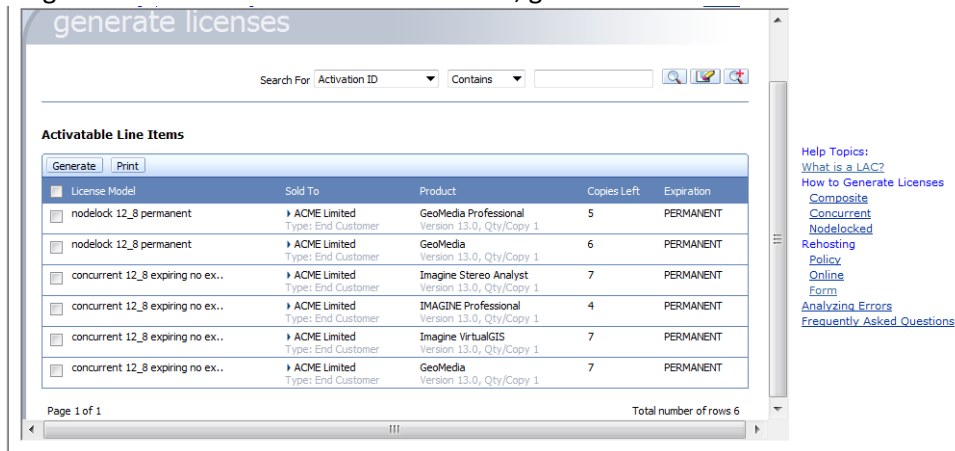 generate licenses
Search For Activation ID Contains
Activatable Line Items
Generate Print
License Model Sold To Product Copies Left Expiration
nodelock 12_8 permanent ACME Limited GeoMedia Professional 5 PERMANENT
Type: End Customer Version 13.0, Qty/Copy 1
nodelock 12_8 permanent ACME Limited GeoMedia 6 PERMANENT
Type: End Customer Version 13.0, Qty/Copy 1
concurrent 12_8 expiring no ex.. ACME Limited Imagine Stereo Analyst 7 PERMANENT
Type: End Customer Version 13.0, Qty/Copy 1
concurrent 12_8 expiring no ex.. ACME Limited IMAGINE Professional 4 PERMANENT
Type: End Customer Version 13.0, Qty/Copy 1
concurrent 12_8 expiring no ex.. ACME Limited Imagine VirtualGIS 7 PERMANENT
Type: End Customer Version 13.0, Qty/Copy 1
concurrent 12_8 expiring no ex.. ACME Limited GeoMedia 7 PERMANENT
Type: End Customer Version 13.0, Qty/Copy 1
Page 1 of 1 Total number of rows 6
Help Topics:
What is a LAC?
How to Generate Licenses
Composite
Concurrent
Nodelocked
Rehosting
Policy
Online
Form
Analyzing Errors
Frequently Asked Questions